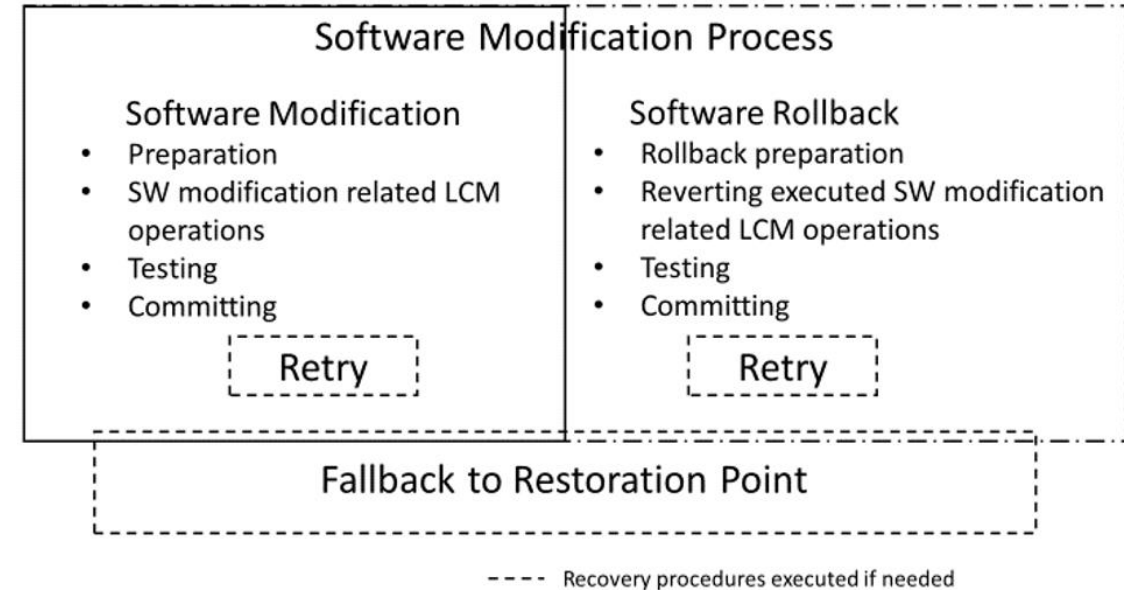 Software Modification Process
Software Modification
• Preparation
• SW modification related LCM
operations
• Testing
• Committing
Retry
Software Rollback
• Rollback preparation
• Reverting executed SW modification
related LCM operations
• Testing
• Committing
Retry
Fallback to Restoration Point
Recovery procedures executed if needed